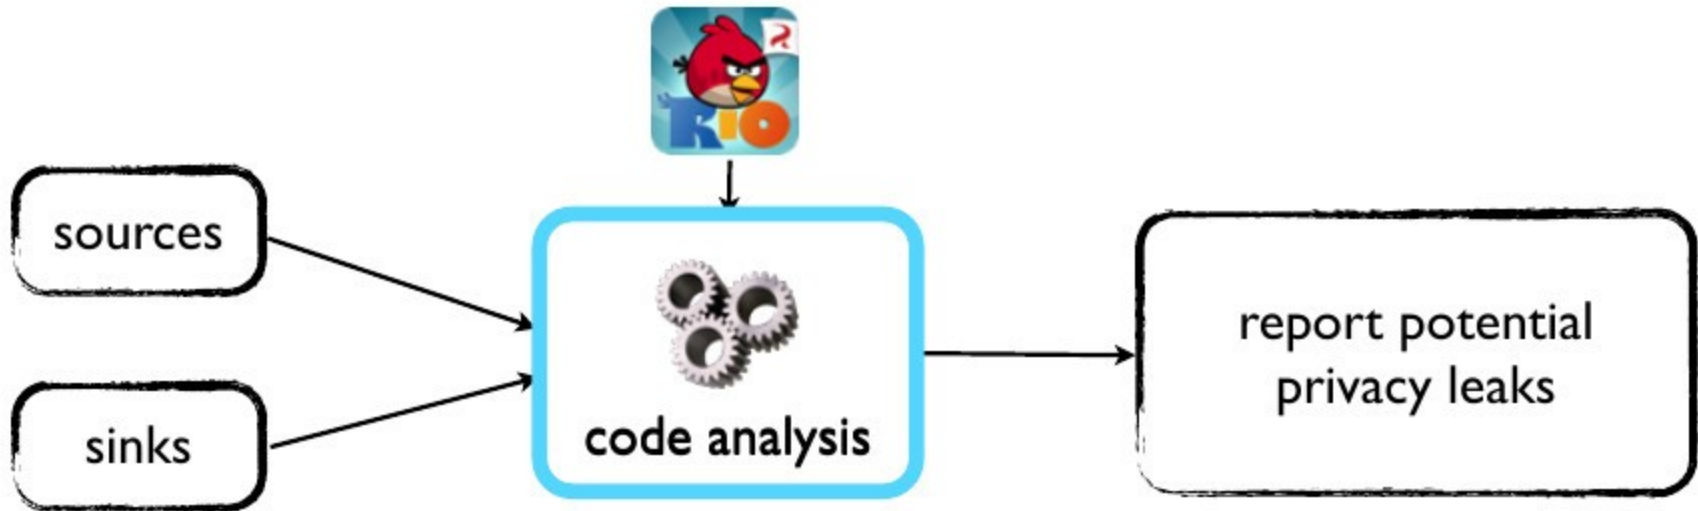 RIO
sources
sinks
code analysis
report potential
privacy leaks